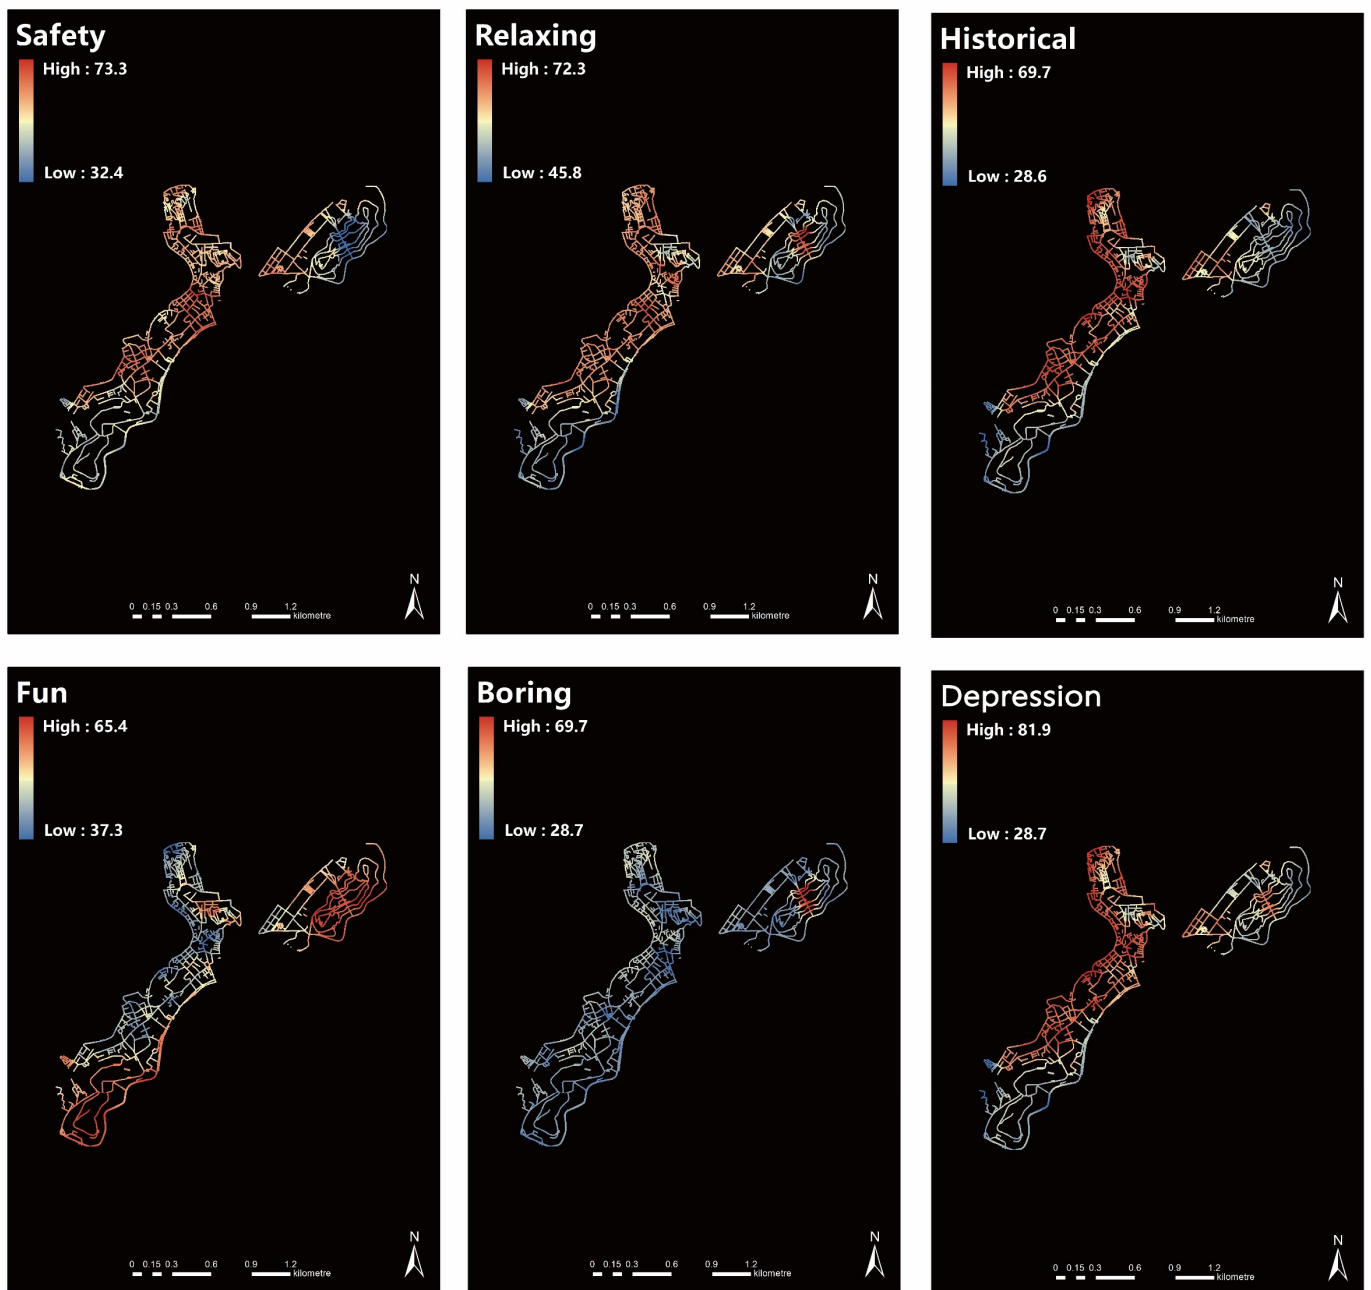 Safety
High : 73.3
Low : 32.4
N
0 0.15 0.3 0.6 0.9 1.2
kilometre
Relaxing
High : 72.3
Low : 45.8
N
0 0.15 0.3 0.6 0.9 1.2
kilometre
Historical
High : 69.7
Low : 28.6
N
0 0.15 0.3 0.6 0.9 1.2
kilometre
Fun
High : 65.4
Low : 37.3
N
0 0.15 0.3 0.6 0.9 1.2
kilometre
Boring
High : 69.7
Low : 28.7
N
0 0.15 0.3 0.6 0.9 1.2
kilometre
Depression
High : 81.9
Low : 28.7
N
0 0.15 0.3 0.6 0.9 1.2
kilometre